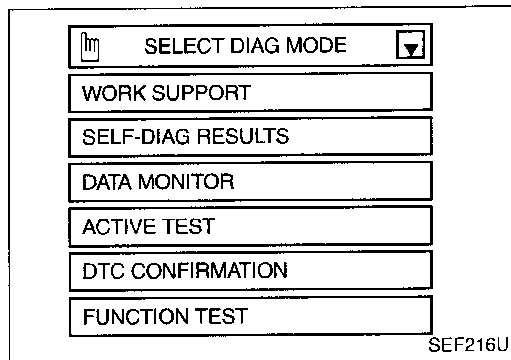 SELECT DIAG MODE
WORK SUPPORT
SELF-DIAG RESULTS
DATA MONITOR
ACTIVE TEST
DTC CONFIRMATION
FUNCTION TEST
SEF216U